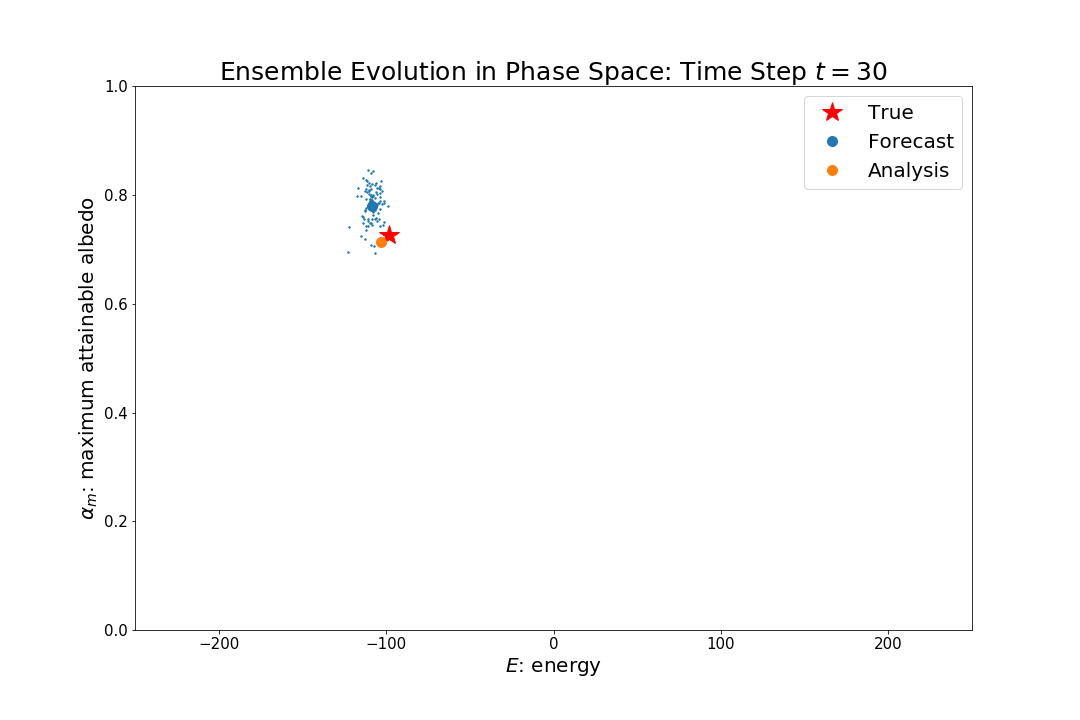 Ensemble Evolution in Phase Space: Time Step t = 30
True
Forecast
Analysis
α_m: maximum attainable albedo
1.0
0.8
0.6
0.4
0.2
0.0
−200 −100 0 100 200
E: energy